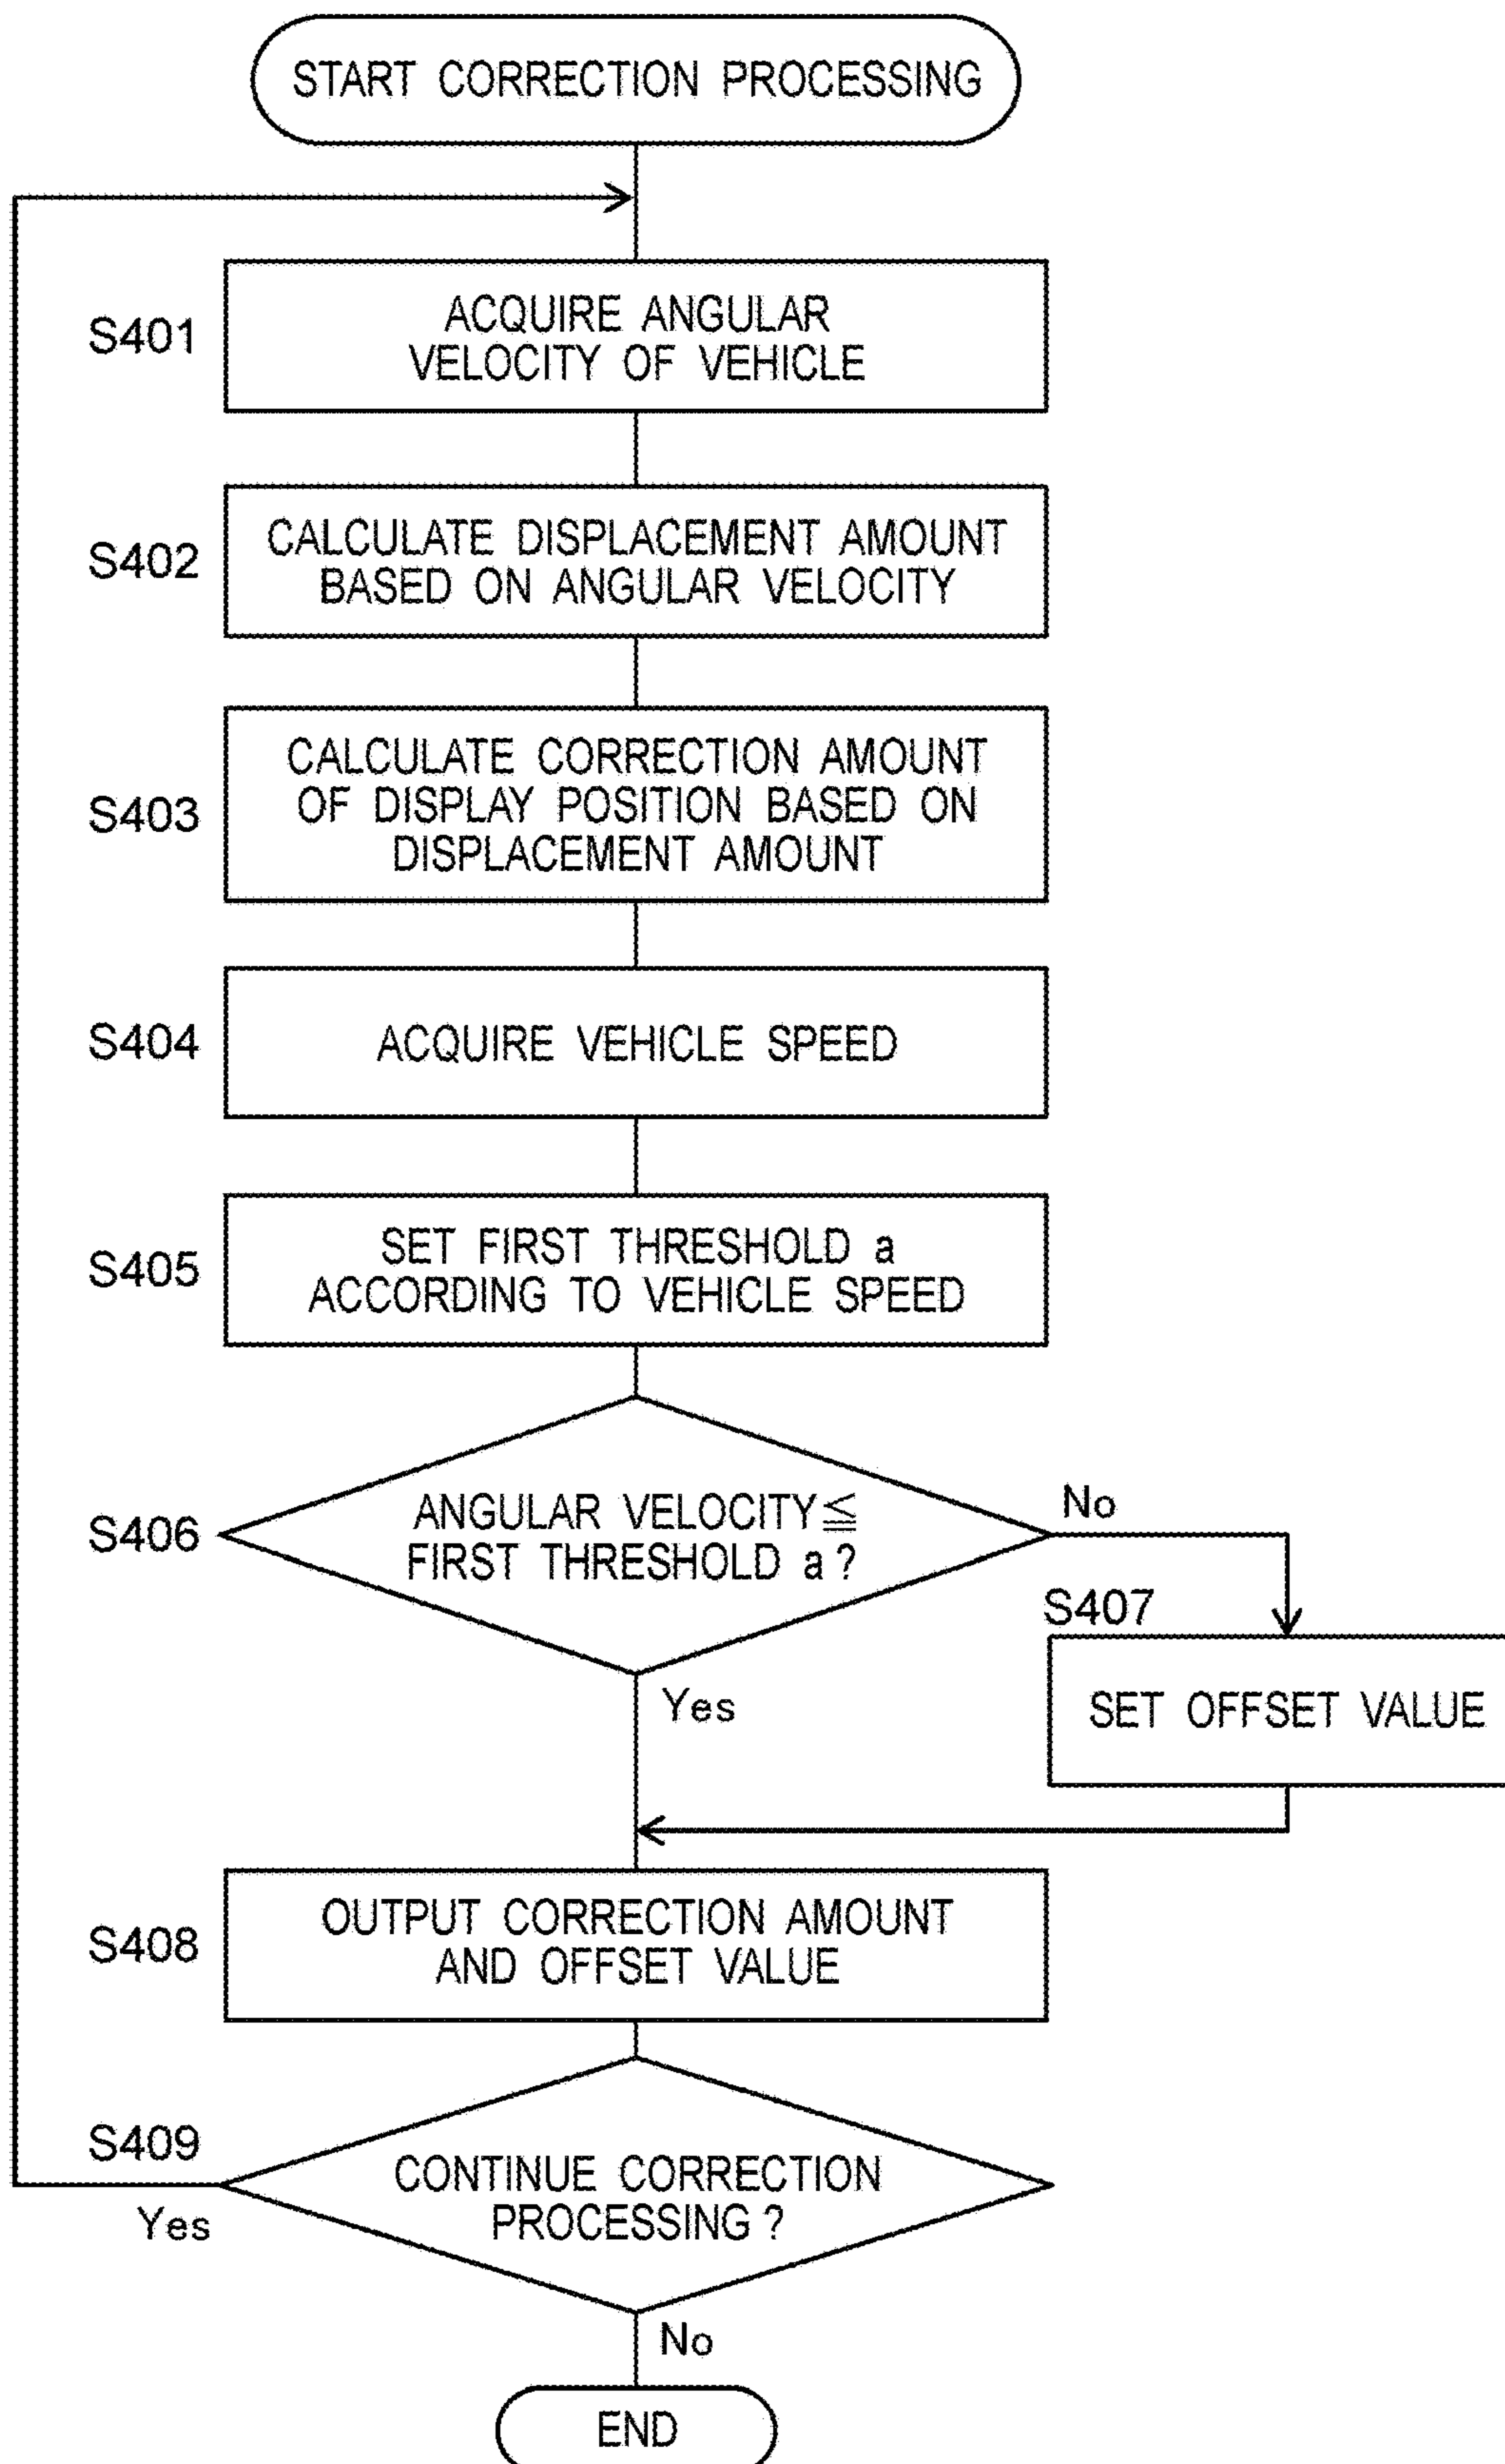 START CORRECTION PROCESSING
S401
ACQUIRE ANGULAR
VELOCITY OF VEHICLE
S402
CALCULATE DISPLACEMENT AMOUNT
BASED ON ANGULAR VELOCITY
S403
CALCULATE CORRECTION AMOUNT
OF DISPLAY POSITION BASED ON
DISPLACEMENT AMOUNT
S404
ACQUIRE VEHICLE SPEED
S405
SET FIRST THRESHOLD a
ACCORDING TO VEHICLE SPEED
S406
ANGULAR VELOCITY≦
FIRST THRESHOLD a?
No
S407
SET OFFSET VALUE
Yes
S408
OUTPUT CORRECTION AMOUNT
AND OFFSET VALUE
S409
CONTINUE CORRECTION
PROCESSING?
Yes
No
END